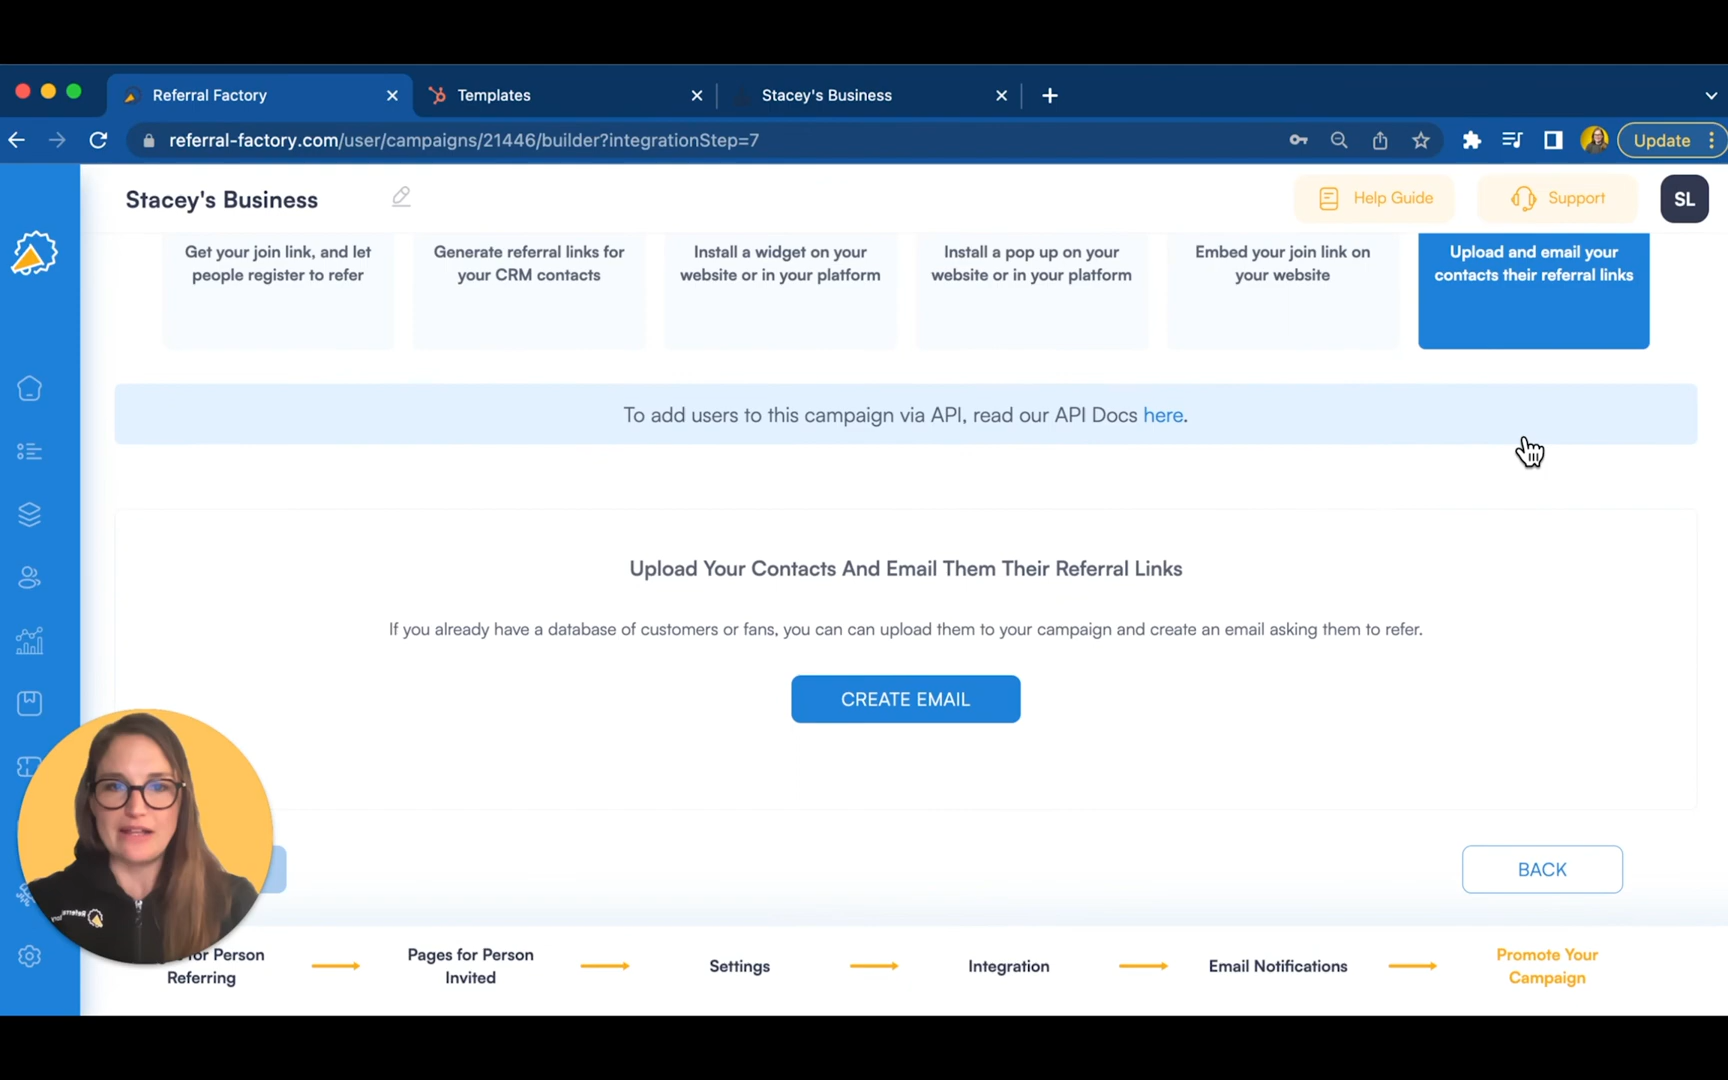 Referral Factory
Templates
Stacey's Business
referral-factory.com/user/campaigns/21446/builder?integrationStep=7
Update
Stacey's Business
Help Guide
Support
SL
Get your join link, and let
people register to refer
Generate referral links for
your CRM contacts
Install a widget on your
website or in your platform
Install a pop up on your
website or in your platform
Embed your join link on
your website
Upload and email your
contacts their referral links
To add users to this campaign via API, read our API Docs here.
Upload Your Contacts And Email Them Their Referral Links
If you already have a database of customers or fans, you can can upload them to your campaign and create an email asking them to refer.
CREATE EMAIL
BACK
for Person
Referring
Pages for Person
Invited
Settings
Integration
Email Notifications
Promote Your
Campaign